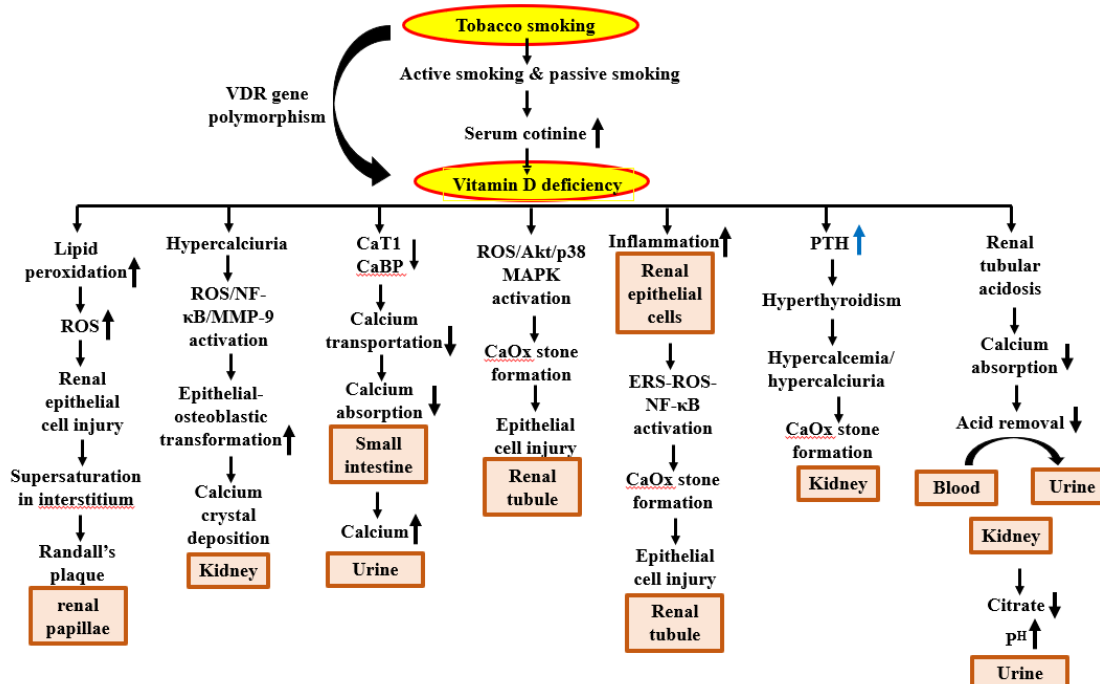 Tobacco smoking
Active smoking & passive smoking
VDR gene
polymorphism
Serum cotinine
Vitamin D deficiency
Lipid
peroxidation
ROS
Renal
epithelial
cell injury
Supersaturation
in interstitium
Randall's
plaque
renal
papillae
Hypercalciuria
ROS/NF-
κB/MMP-9
activation
Epithelial-
osteoblastic
transformation
Calcium
crystal
deposition
Kidney
CaT1
CaBP
Calcium
transportation
Calcium
absorption
Small
intestine
Calcium
Urine
ROS/Akt/p38
MAPK
activation
CaOx stone
formation
Epithelial
cell injury
Renal
tubule
Inflammation
Renal
epithelial
cells
ERS-ROS-
NF-κB
activation
CaOx stone
formation
Epithelial
cell injury
Renal
tubule
PTH
Hyperthyroidism
Hypercalcemia/
hypercalciuria
CaOx stone
formation
Kidney
Renal
tubular
acidosis
Calcium
absorption
Acid removal
Blood
Urine
Kidney
Citrate
PH
Urine